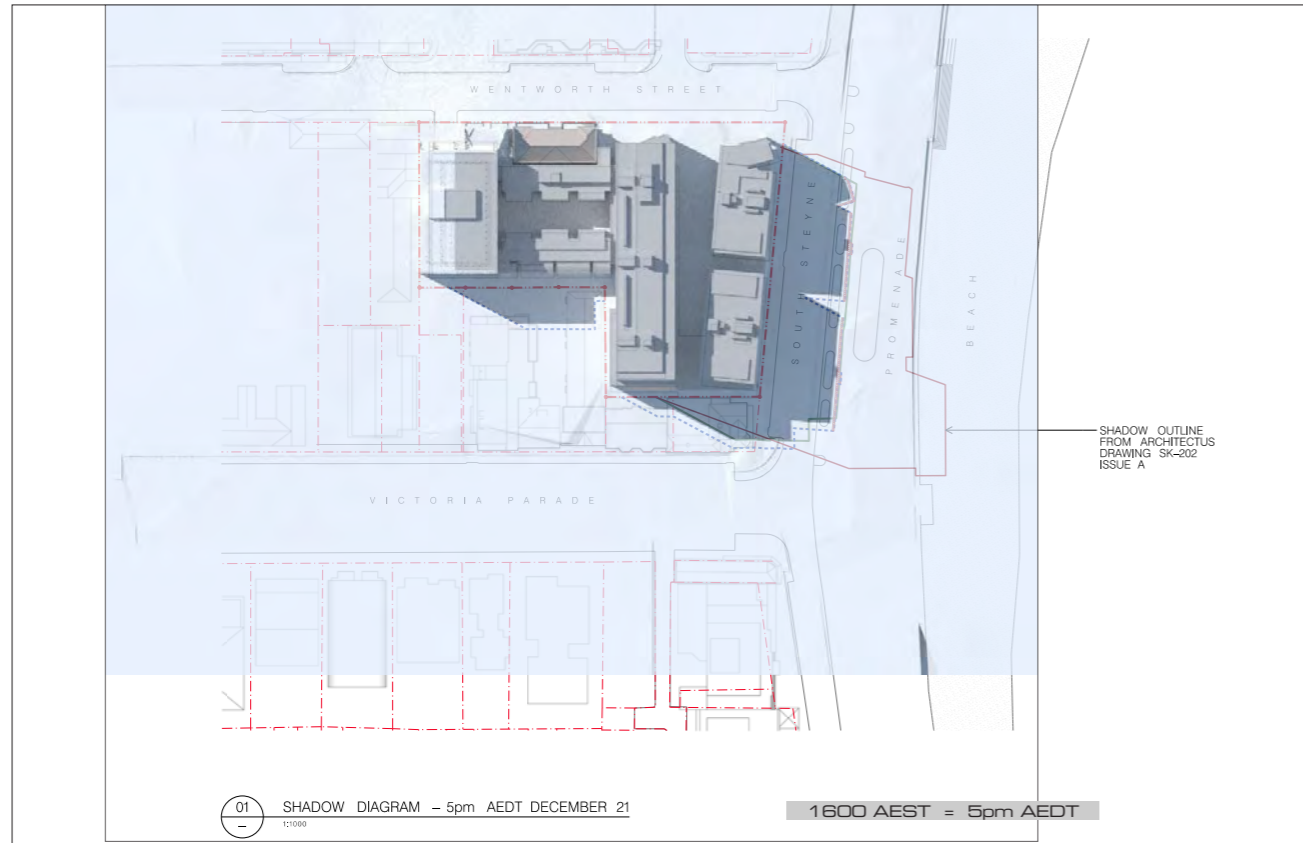 WENTWORTH STREET
SOUTH STEYNE
PROMENADE
BEACH
SHADOW OUTLINE
FROM ARCHITECTUS
DRAWING SK-202
ISSUE A
VICTORIA PARADE
01
–
SHADOW DIAGRAM – 5pm AEDT DECEMBER 21
1:1000
1600 AEST = 5pm AEDT